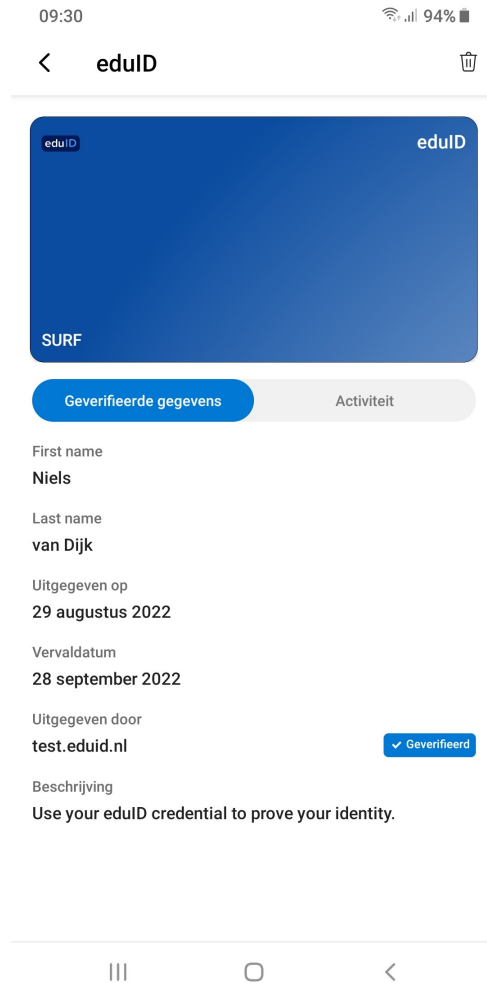 09:30 94%
eduID
eduID eduID
SURF
Geverifieerde gegevens Activiteit
First name
Niels
Last name
van Dijk
Uitgegeven op
29 augustus 2022
Vervaldatum
28 september 2022
Uitgegeven door
test.eduid.nl Geverifieerd
Beschrijving
Use your eduID credential to prove your identity.